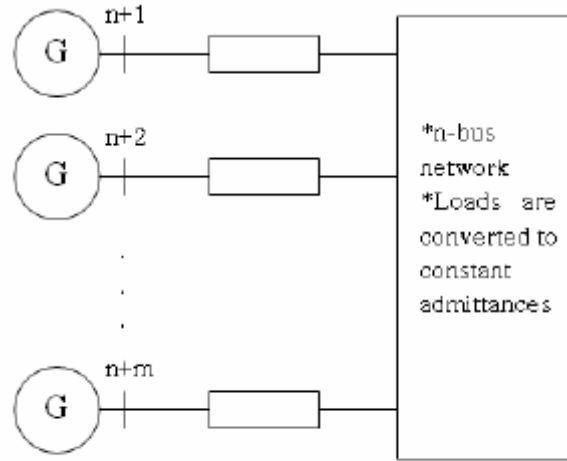 n+1
G
n+2
G
n+m
G
*n-bus
network
*Loads are
converted to
constant
admittances